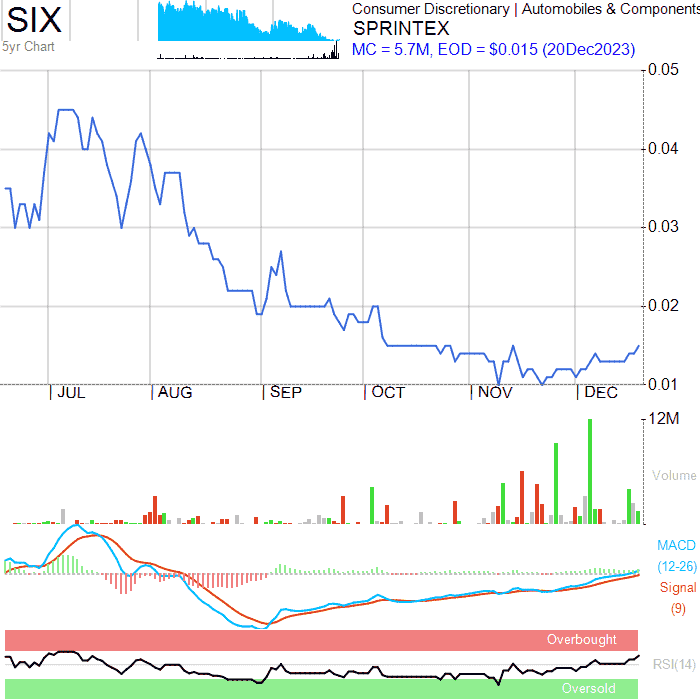 SIX
5yr Chart
Consumer Discretionary | Automobiles & Components
SPRINTEX
MC = 5.7M, EOD = $0.015 (20Dec2023)
0.05
0.04
0.03
0.02
0.01
JUL AUG SEP OCT NOV DEC
12M
Volume
MACD
(12-26)
Signal
(9)
Overbought
RSI(14)
Oversold